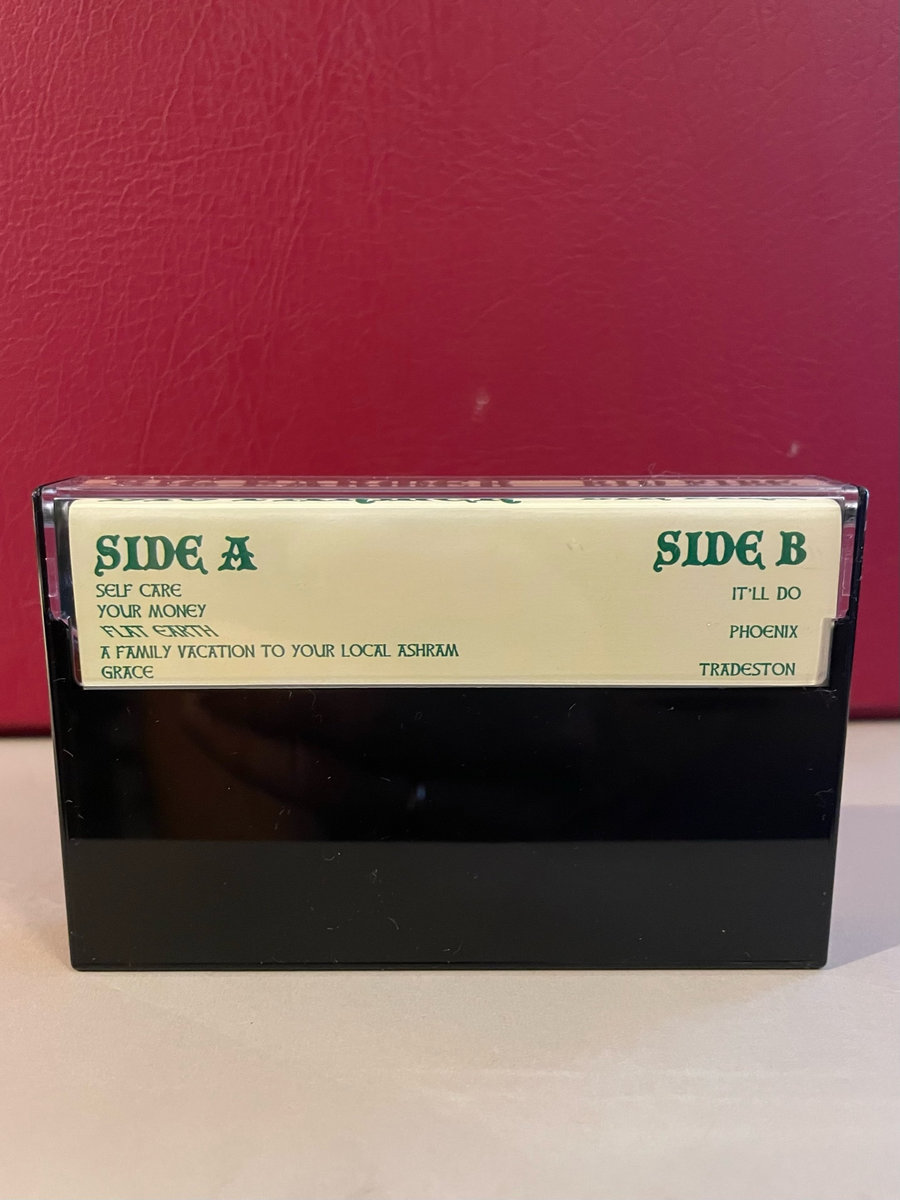 SIDE A
SELF CARE
YOUR MONEY
FLAT EARTH
A FAMILY VACATION TO YOUR LOCAL ASHRAM
GRACE
SIDE B
IT'LL DO
PHOENIX
TRADESTON